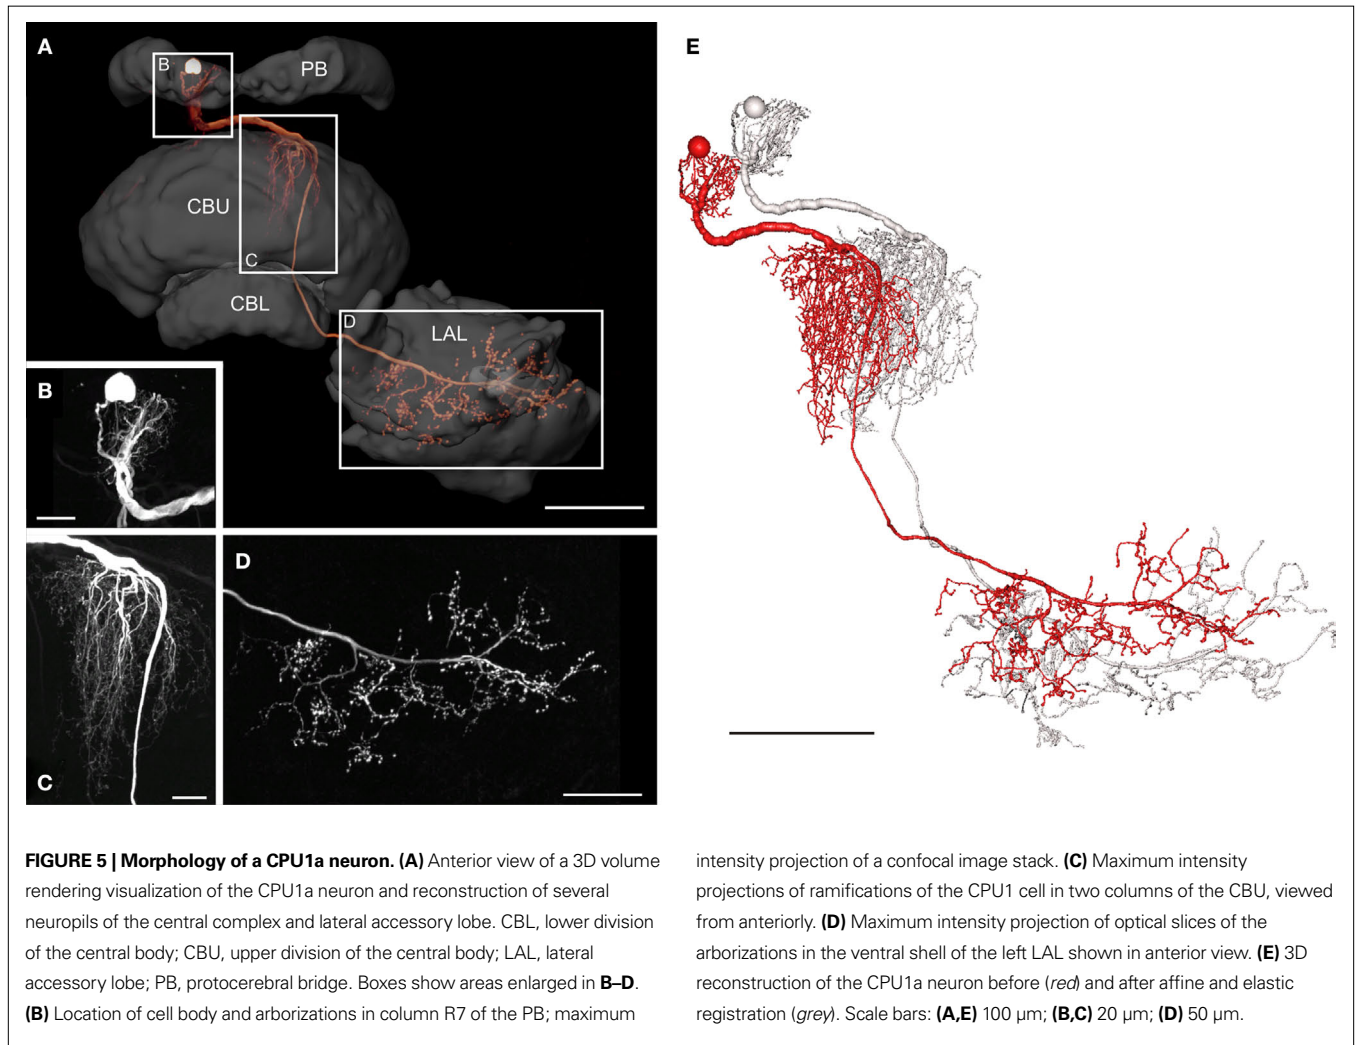 A
B
PB
CBU
C
CBL
D
LAL
B
C
D
E
FIGURE 5 | Morphology of a CPU1a neuron. (A) Anterior view of a 3D volume
rendering visualization of the CPU1a neuron and reconstruction of several
neuropils of the central complex and lateral accessory lobe. CBL, lower division
of the central body; CBU, upper division of the central body; LAL, lateral
accessory lobe; PB, protocerebral bridge. Boxes show areas enlarged in B–D.
(B) Location of cell body and arborizations in column R7 of the PB; maximum
intensity projection of a confocal image stack. (C) Maximum intensity
projections of ramifications of the CPU1 cell in two columns of the CBU, viewed
from anteriorly. (D) Maximum intensity projection of optical slices of the
arborizations in the ventral shell of the left LAL shown in anterior view. (E) 3D
reconstruction of the CPU1a neuron before (red) and after affine and elastic
registration (grey). Scale bars: (A,E) 100 µm; (B,C) 20 µm; (D) 50 µm.